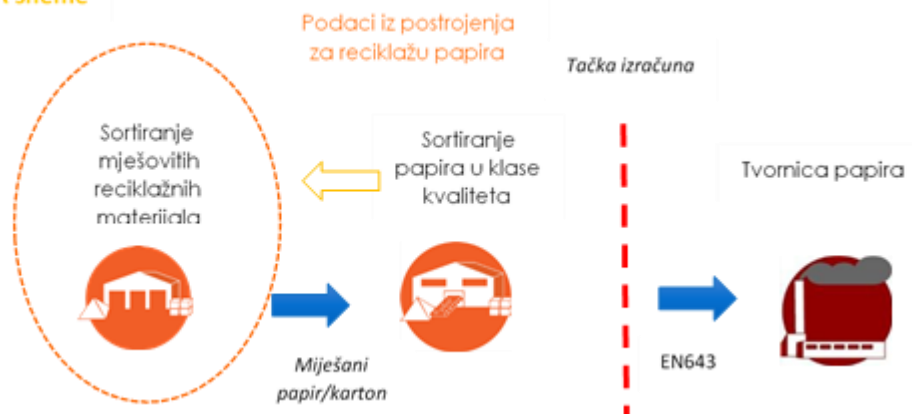 sheme
Podaci iz postrojenja
za reciklažu papira
Tačka izračuna
Sortiranje
mješovitih
reciklažnih
materijala
Sortiranje
papira u klase
kvaliteta
Tvornica papira
Miješani
papir/karton
EN643